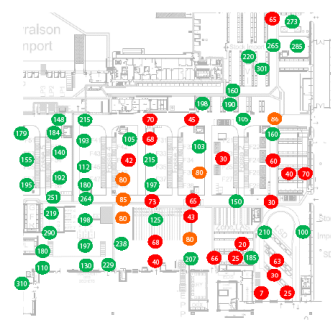 65 273
265 285
220
301
160
198 190
148 215 70 45 195 86
179 184 193 105 68 103 160
140
155 112 42 215 30 60
192 80 40 70
195 180 80 197
251 264 85 73 65 150 30
219 198 80 125 43 210 100
290
180 197 238 68 80 20
110 130 229 40 207 66 25 185 63
310 30
7 25
rralson
nport